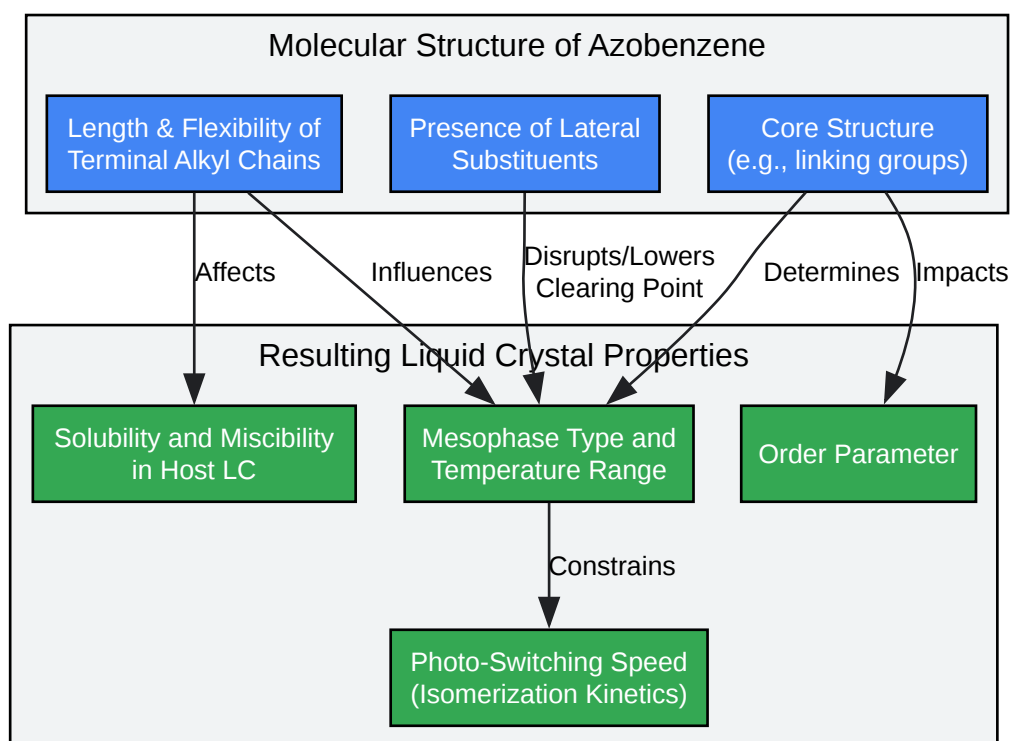 Molecular Structure of Azobenzene
Length & Flexibility of
Terminal Alkyl Chains
Presence of Lateral
Substituents
Core Structure
(e.g., linking groups)
Affects
Influences
Disrupts/Lowers
Clearing Point
Determines
Impacts
Resulting Liquid Crystal Properties
Solubility and Miscibility
in Host LC
Mesophase Type and
Temperature Range
Order Parameter
Constrains
Photo-Switching Speed
(Isomerization Kinetics)